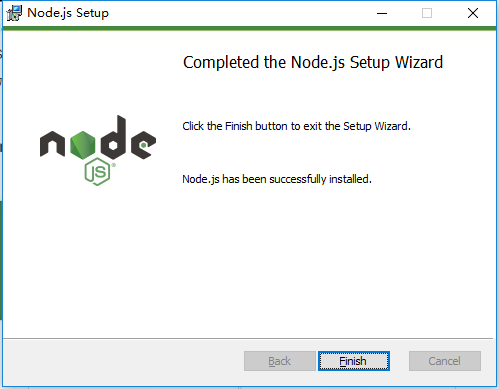 Node.js Setup
Completed the Node.js Setup Wizard
Click the Finish button to exit the Setup Wizard.
node
JS
Node.js has been successfully installed.
Back
Finish
Cancel